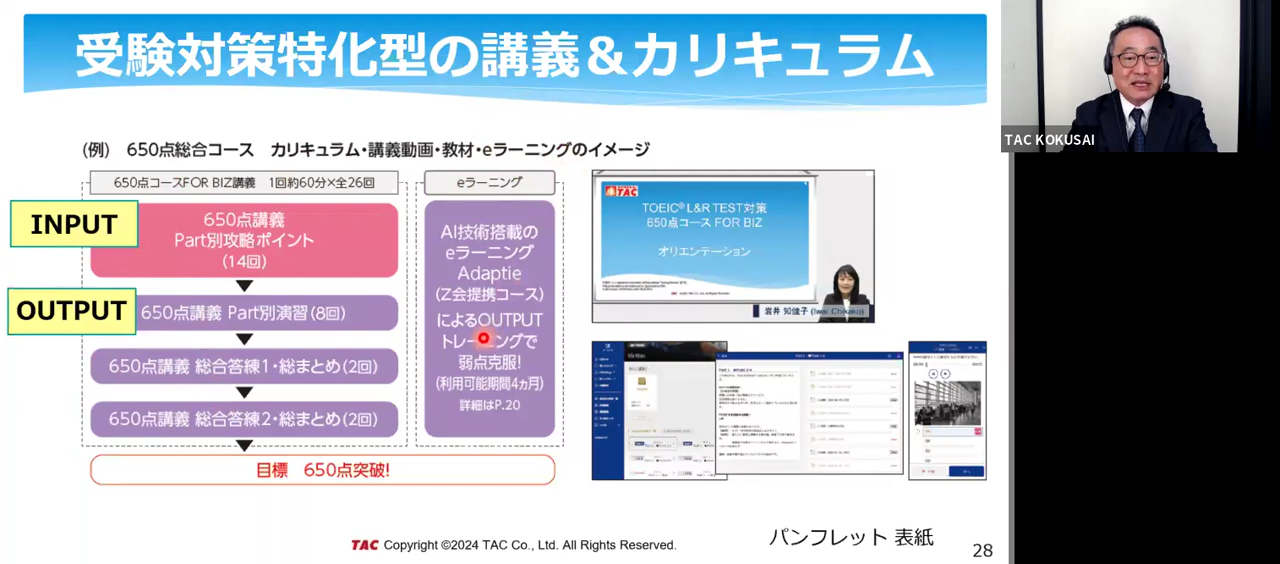 受験対策特化型の講義＆カリキュラム
TAC KOKUSAI
(例) 650点総合コース カリキュラム・講義動画・教材・eラーニングのイメージ
650点コースFOR BIZ講義 1回約60分×全26回
INPUT
650点講義
Part別攻略ポイント
(14回)
OUTPUT
650点講義 Part別演習(8回)
650点講義 総合答練1・総まとめ(2回)
650点講義 総合答練2・総まとめ(2回)
eラーニング
AI技術搭載の
eラーニング
Adaptie
(Z会提携コース)
によるOUTPUT
トレーニングで
弱点克服!
(利用可能期間4ヵ月)
詳細はP.20
目標 650点突破!
TAC
TOEIC® L&R TEST対策
650点コース FOR BIZ
オリエンテーション
岩井 知佳子 (Iwai Chikako)
パンフレット 表紙
TAC Copyright ©2024 TAC Co., Ltd. All Rights Reserved.
28